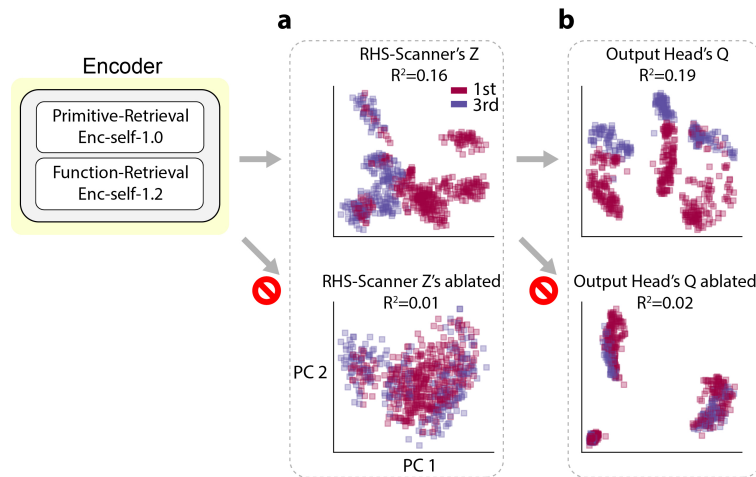 a
b
Encoder
Primitive-Retrieval
Enc-self-1.0
Function-Retrieval
Enc-self-1.2
RHS-Scanner's Z
R²=0.16
1st
3rd
Output Head's Q
R²=0.19
RHS-Scanner Z's ablated
R²=0.01
PC 2
PC 1
Output Head's Q ablated
R²=0.02